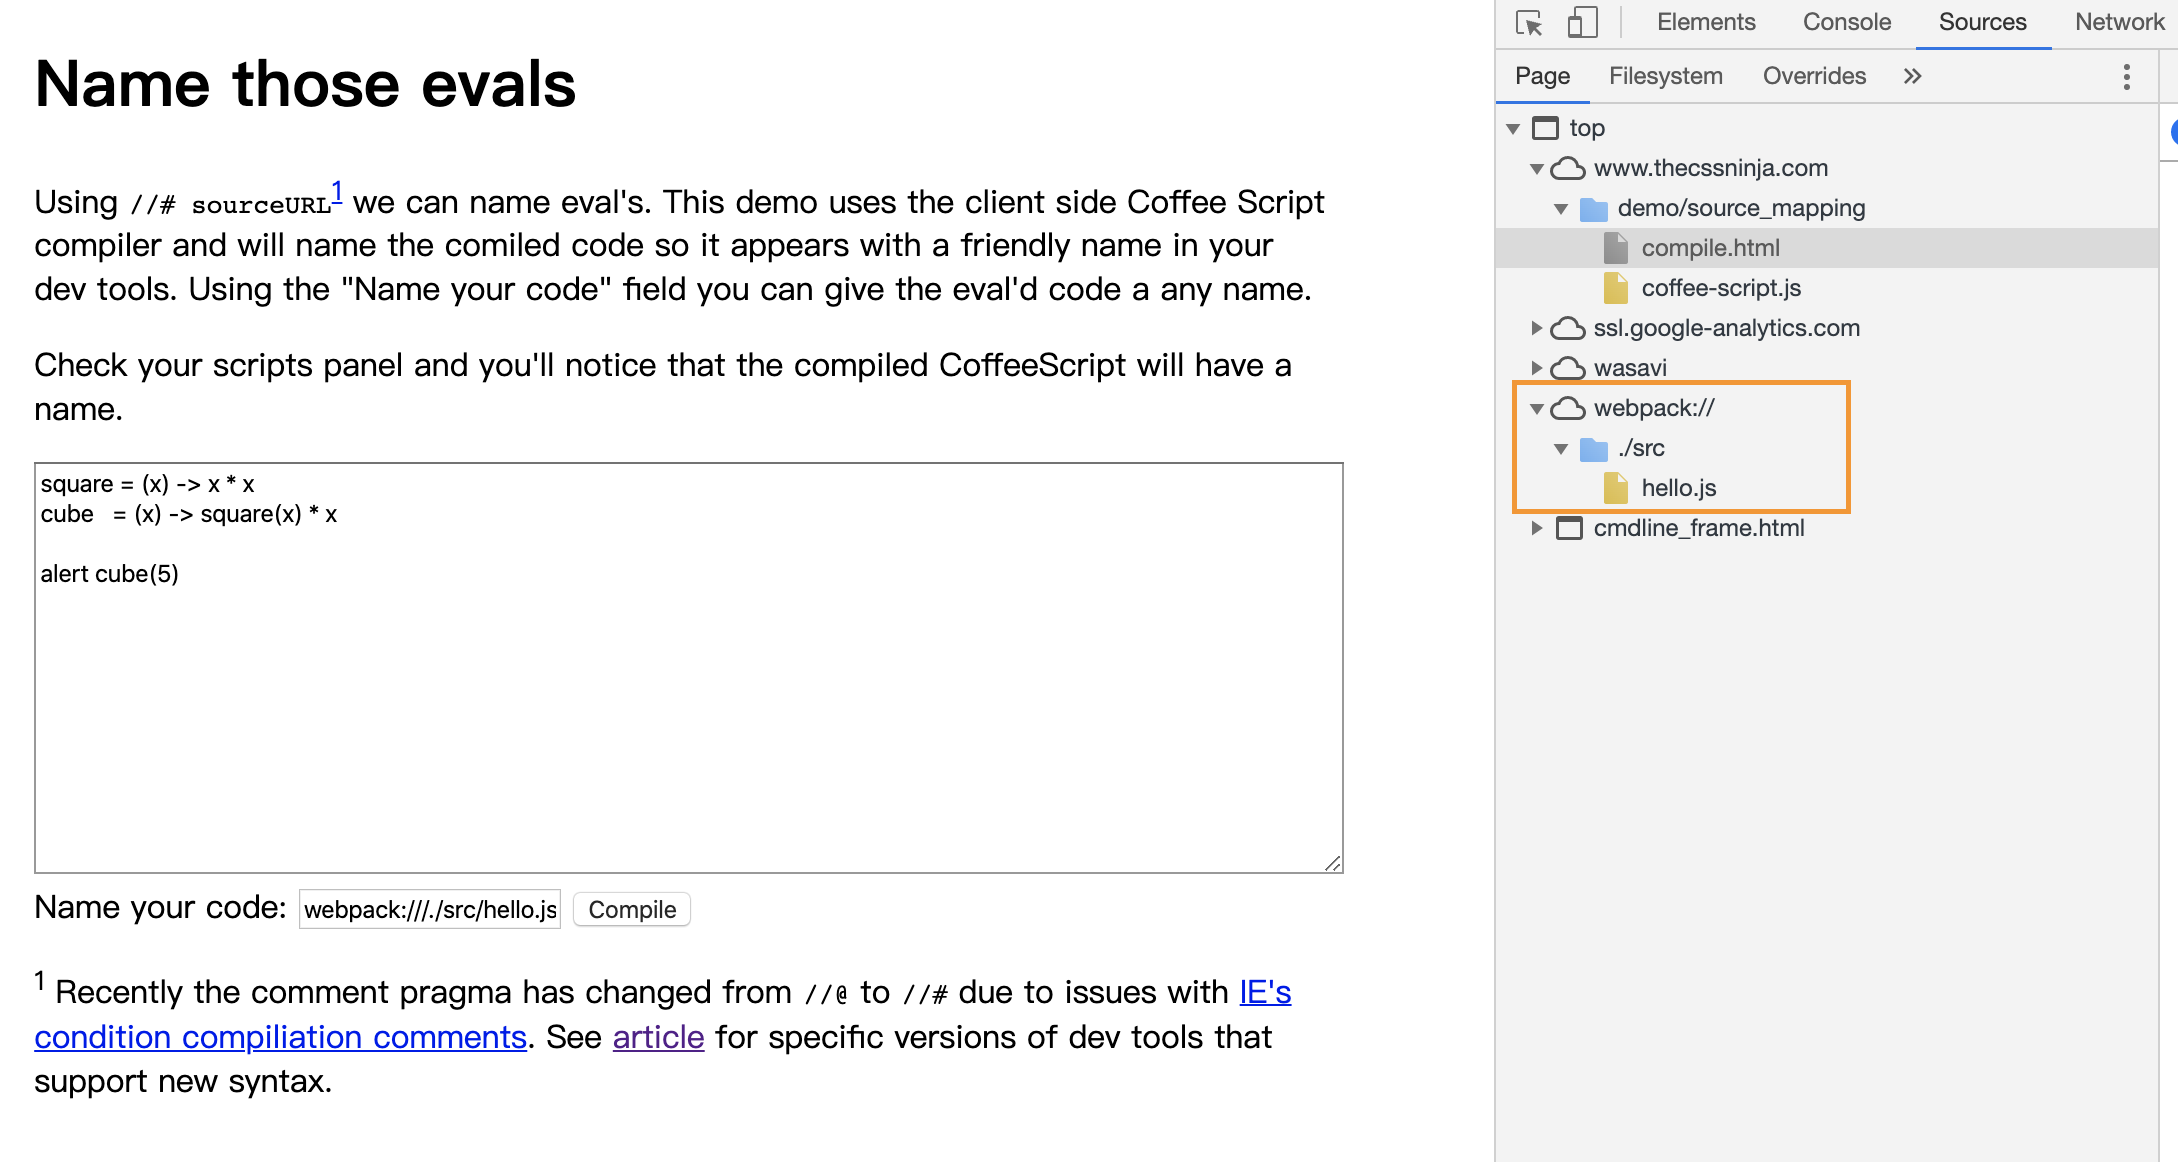 Name those evals
Using //# sourceURL1 we can name eval's. This demo uses the client side Coffee Script
compiler and will name the comiled code so it appears with a friendly name in your
dev tools. Using the "Name your code" field you can give the eval'd code a any name.
Check your scripts panel and you'll notice that the compiled CoffeeScript will have a
name.
square = (x) -> x * x
cube   = (x) -> square(x) * x
alert cube(5)
Name your code: webpack:///./src/hello.js Compile
1 Recently the comment pragma has changed from //@ to //# due to issues with IE's
condition compiliation comments. See article for specific versions of dev tools that
support new syntax.
Elements Console Sources Network
Page Filesystem Overrides »
top
www.thecssninja.com
demo/source_mapping
compile.html
coffee-script.js
ssl.google-analytics.com
wasavi
webpack://
./src
hello.js
cmdline_frame.html